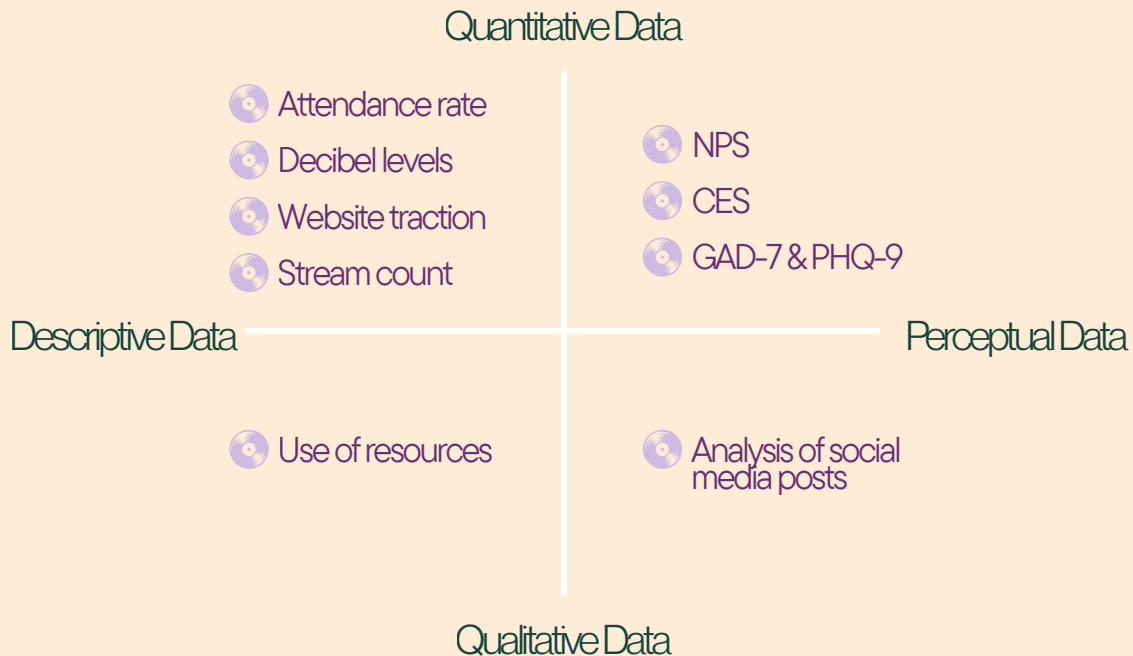 Quantitative Data
Attendance rate
Decibel levels
Website traction
Stream count
NPS
CES
GAD-7 & PHQ-9
Descriptive Data
Perceptual Data
Use of resources
Analysis of social
media posts
Qualitative Data